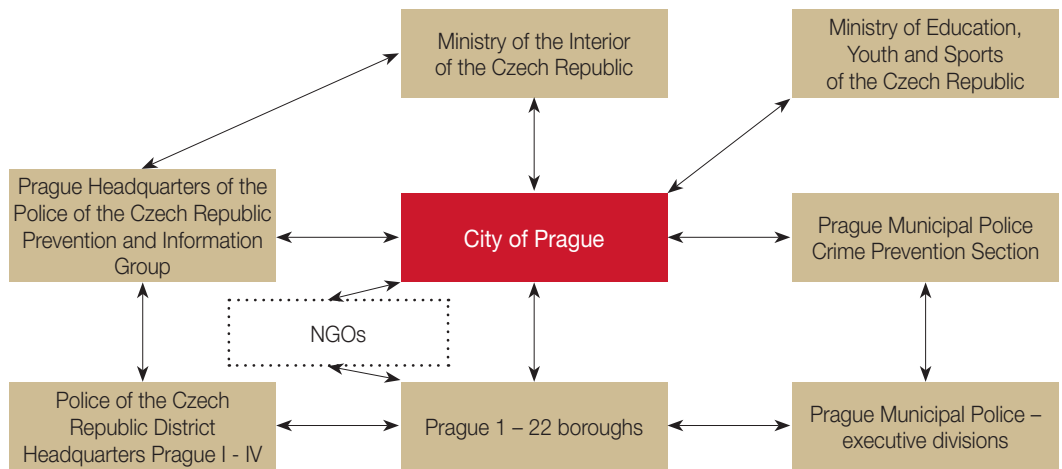 Ministry of the Interior
of the Czech Republic
Ministry of Education,
Youth and Sports
of the Czech Republic
Prague Headquarters of the
Police of the Czech Republic
Prevention and Information
Group
City of Prague
Prague Municipal Police
Crime Prevention Section
NGOs
Police of the Czech
Republic District
Headquarters Prague I - IV
Prague 1 – 22 boroughs
Prague Municipal Police –
executive divisions